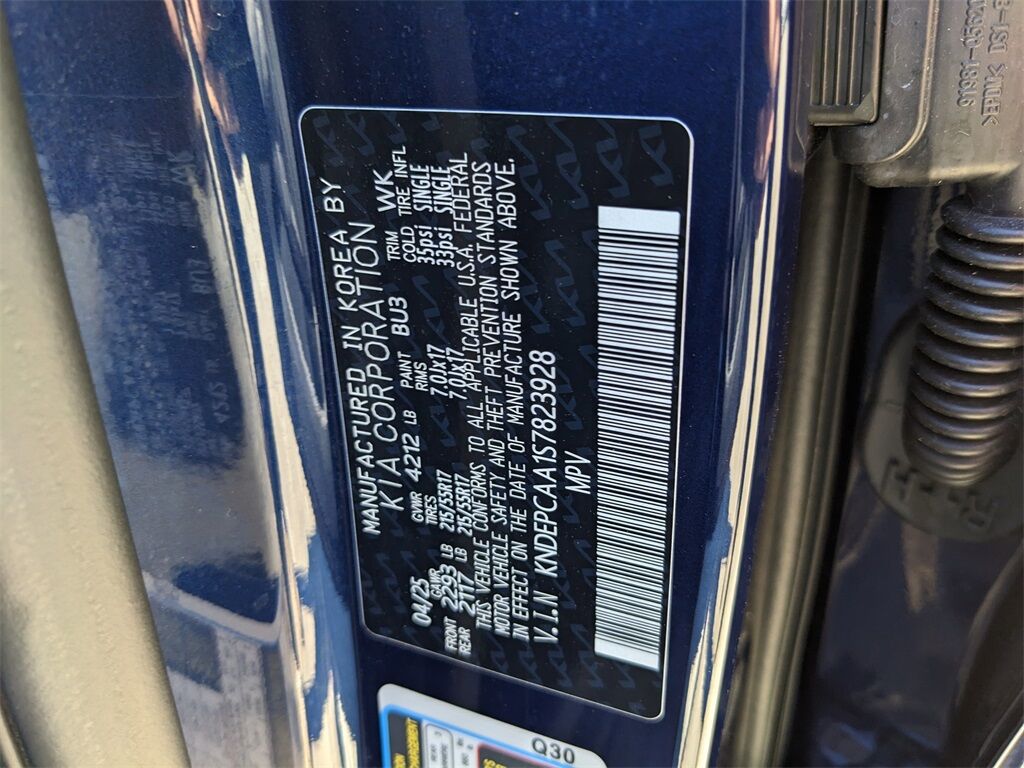 MANUFACTURED IN KOREA BY
KIA CORPORATION
04/25 GVWR 4212 LB PAINT BU3 TRIM WK
GAWR TIRES RIMS COLD TIRE INFL
FRONT 2293 LB 215/55R17 7.0Jx17 35psi SINGLE
REAR 2117 LB 215/55R17 7.0Jx17 33psi SINGLE
THIS VEHICLE CONFORMS TO ALL APPLICABLE U.S.A. FEDERAL
MOTOR VEHICLE SAFETY AND THEFT PREVENTION STANDARDS
IN EFFECT ON THE DATE OF MANUFACTURE SHOWN ABOVE.
V.I.N KNDEPCAA1S7823928
MPV
Q30